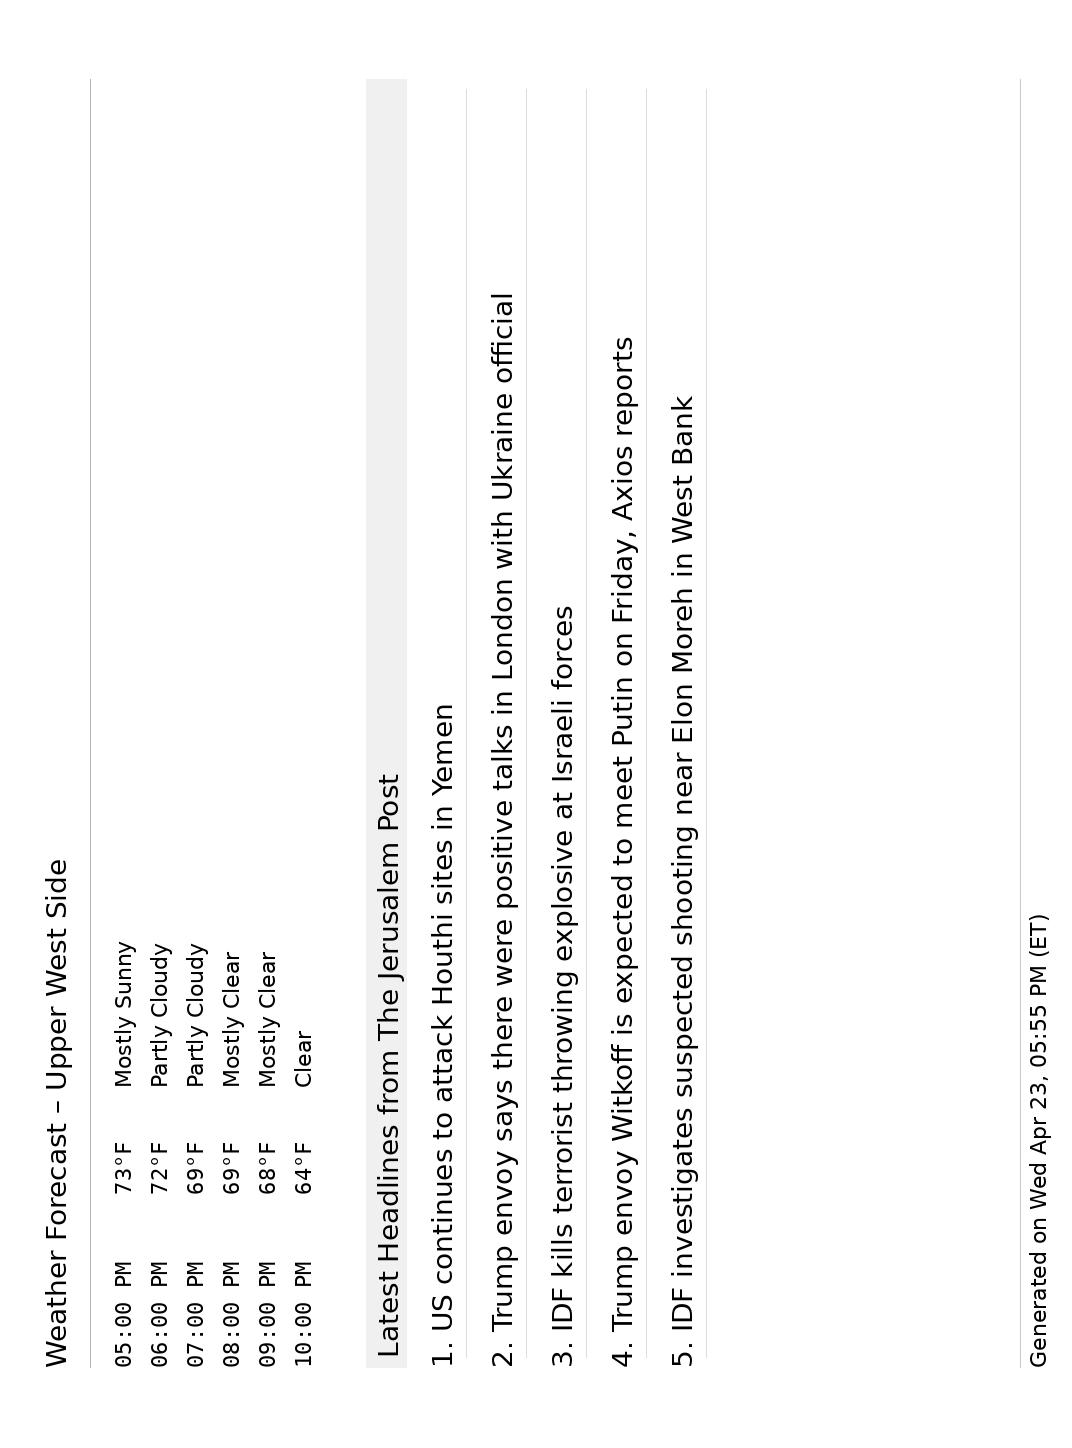 Weather Forecast – Upper West Side
05:00 PM 73°F Mostly Sunny
06:00 PM 72°F Partly Cloudy
07:00 PM 69°F Partly Cloudy
08:00 PM 69°F Mostly Clear
09:00 PM 68°F Mostly Clear
10:00 PM 64°F Clear
Latest Headlines from The Jerusalem Post
1. US continues to attack Houthi sites in Yemen
2. Trump envoy says there were positive talks in London with Ukraine official
3. IDF kills terrorist throwing explosive at Israeli forces
4. Trump envoy Witkoff is expected to meet Putin on Friday, Axios reports
5. IDF investigates suspected shooting near Elon Moreh in West Bank
Generated on Wed Apr 23, 05:55 PM (ET)